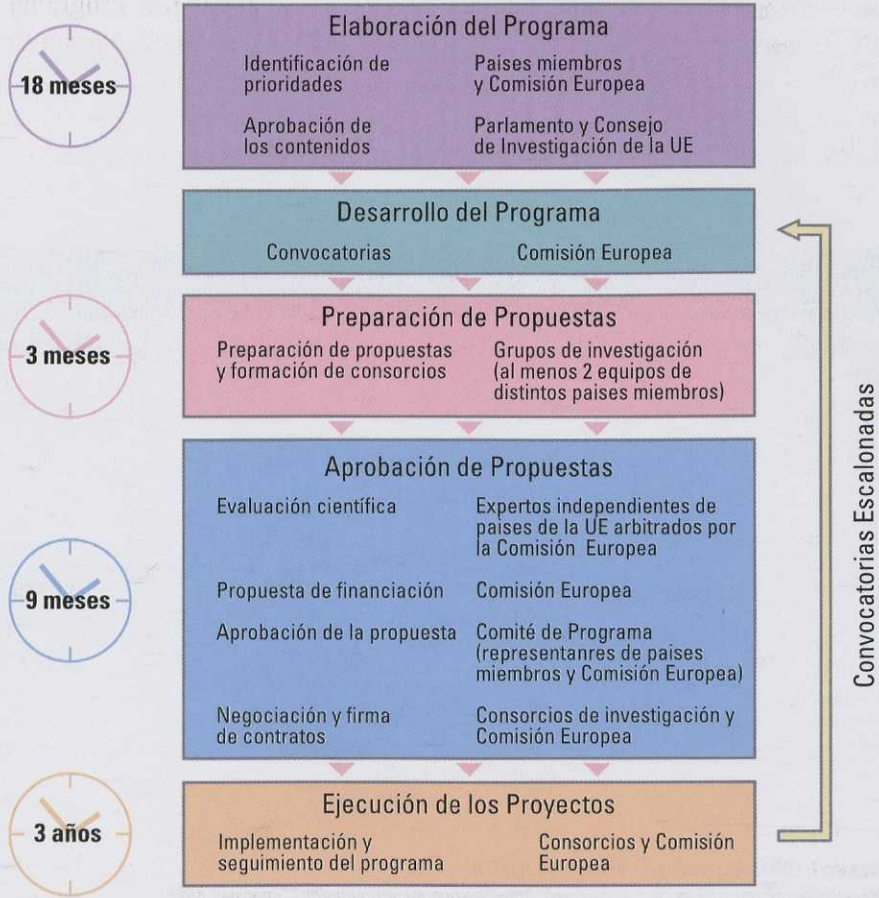 Elaboración del Programa
18 meses
Identificación de prioridades
Paises miembros y Comisión Europea
Aprobación de los contenidos
Parlamento y Consejo de Investigación de la UE
Desarrollo del Programa
Convocatorias
Comisión Europea
Preparación de Propuestas
3 meses
Preparación de propuestas y formación de consorcios
Grupos de investigación (al menos 2 equipos de distintos paises miembros)
Aprobación de Propuestas
9 meses
Evaluación científica
Expertos independientes de paises de la UE arbitrados por la Comisión Europea
Propuesta de financiación
Comisión Europea
Aprobación de la propuesta
Comité de Programa (representanres de paises miembros y Comisión Europea)
Negociación y firma de contratos
Consorcios de investigación y Comisión Europea
Ejecución de los Proyectos
3 años
Implementación y seguimiento del programa
Consorcios y Comisión Europea
Convocatorias Escalonadas